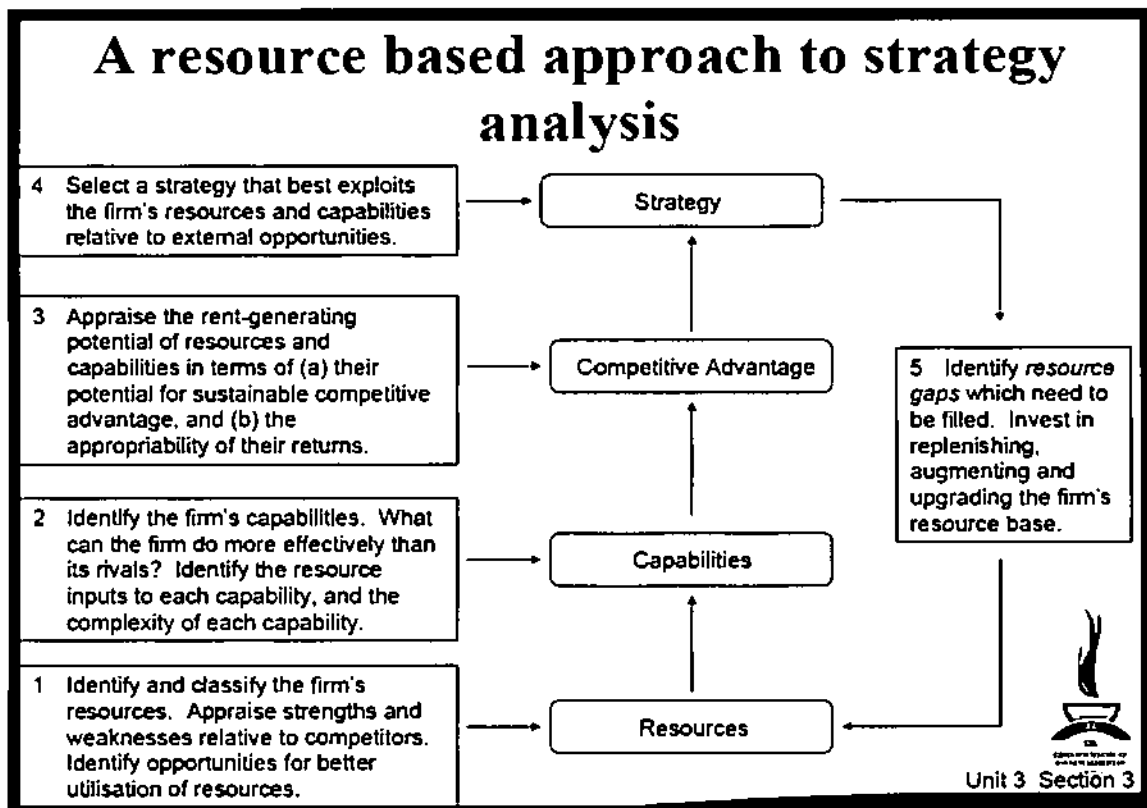 A resource based approach to strategy
analysis
4 Select a strategy that best exploits
the firm's resources and capabilities
relative to external opportunities.
Strategy
3 Appraise the rent-generating
potential of resources and
capabilities in terms of (a) their
potential for sustainable competitive
advantage, and (b) the
appropriability of their returns.
Competitive Advantage
5 Identify resource
gaps which need to
be filled. Invest in
replenishing,
augmenting and
upgrading the firm's
resource base.
2 Identify the firm's capabilities. What
can the firm do more effectively than
its rivals? Identify the resource
inputs to each capability, and the
complexity of each capability.
Capabilities
1 Identify and classify the firm's
resources. Appraise strengths and
weaknesses relative to competitors.
Identify opportunities for better
utilisation of resources.
Resources
Unit 3 Section 3